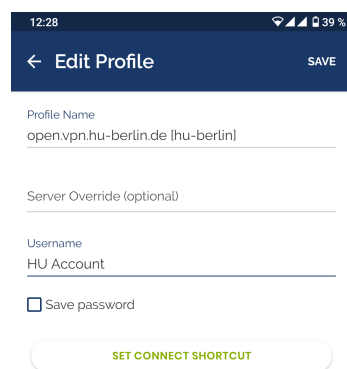 12:28
39 %
Edit Profile
SAVE
Profile Name
open.vpn.hu-berlin.de [hu-berlin]
Server Override (optional)
Username
HU Account
Save password
SET CONNECT SHORTCUT